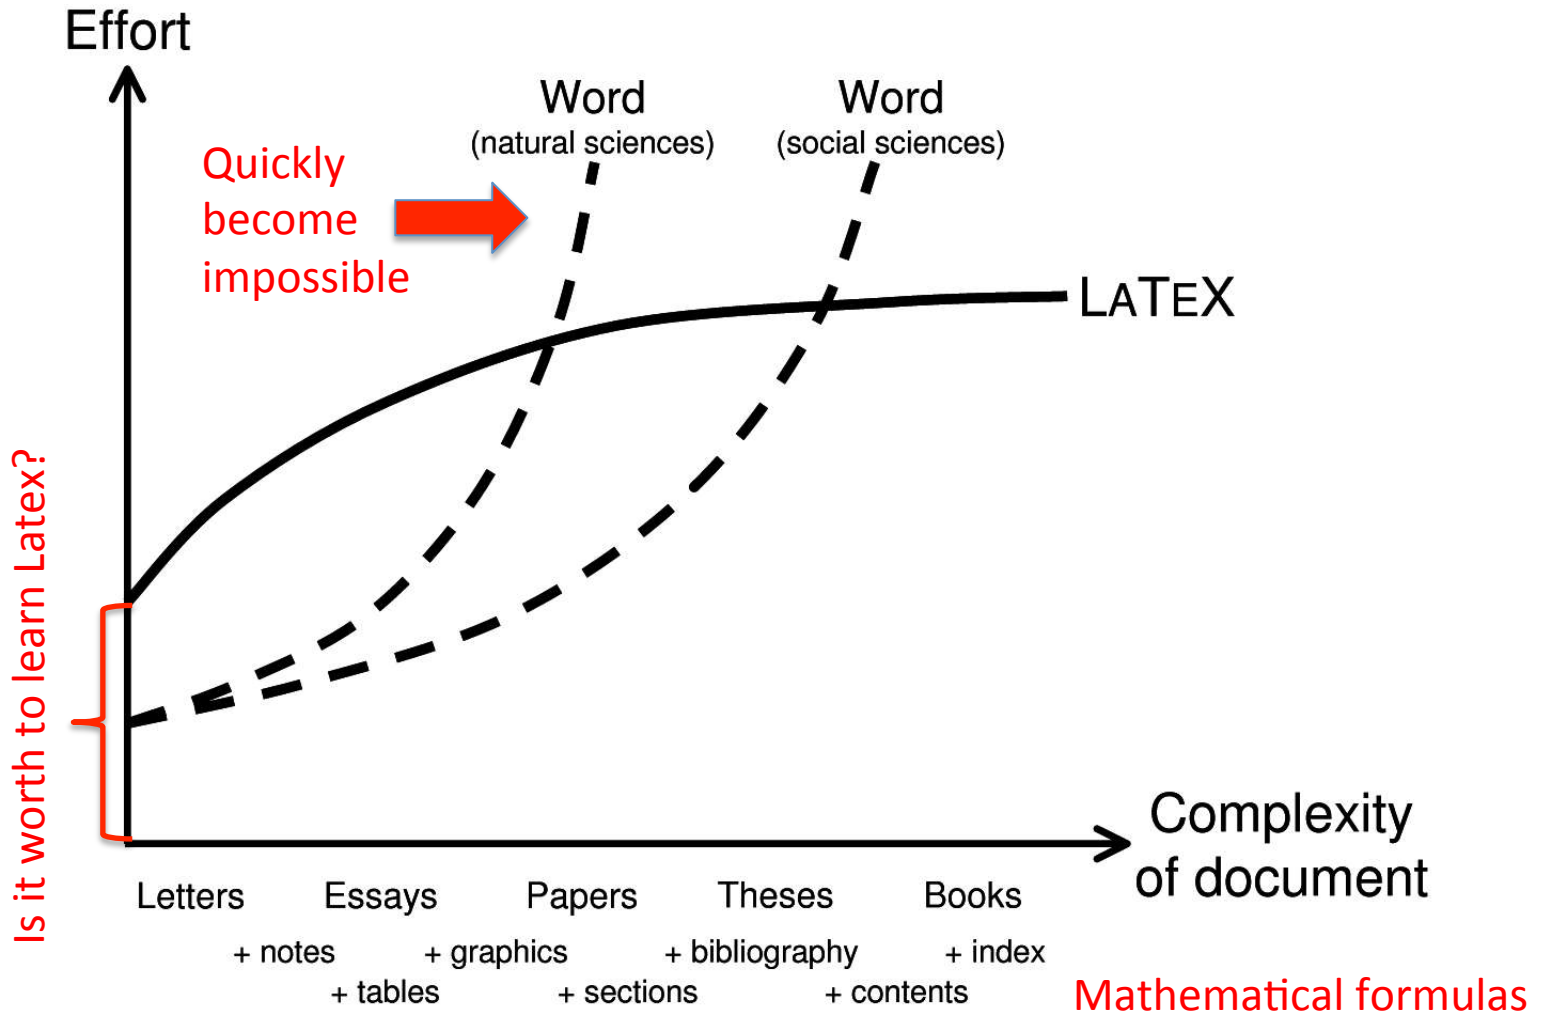 Effort
Word
(natural sciences)
Word
(social sciences)
Quickly
become
impossible
LATEX
Is it worth to learn Latex?
Complexity
of document
Letters
Essays
Papers
Theses
Books
+ notes
+ graphics
+ bibliography
+ index
+ tables
+ sections
+ contents
Mathematical formulas